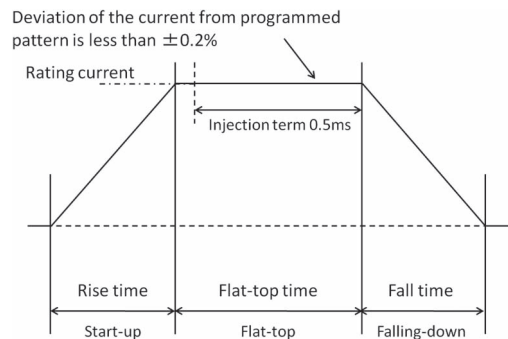 Deviation of the current from programmed
pattern is less than ±0.2%
Rating current
Injection term 0.5ms
Rise time
Flat-top time
Fall time
Start-up
Flat-top
Falling-down